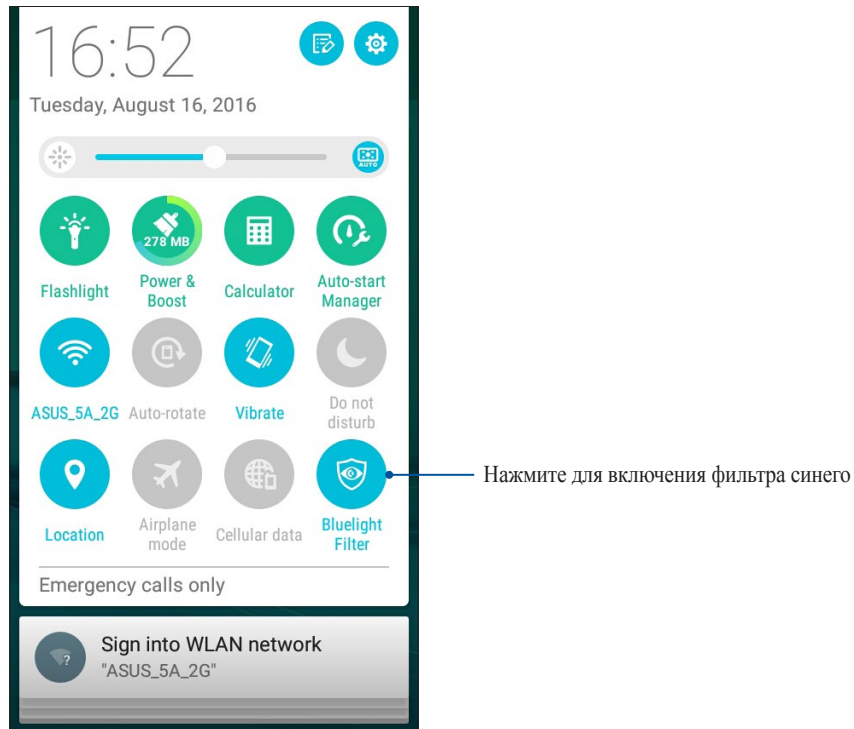 16:52
Tuesday, August 16, 2016
AUTO
278 MB
Flashlight
Power &
Boost
Calculator
Auto-start
Manager
ASUS_5A_2G
Auto-rotate
Vibrate
Do not
disturb
Location
Airplane
mode
Cellular data
Bluelight
Filter
Нажмите для включения фильтра синего
Emergency calls only
?
Sign into WLAN network
"ASUS_5A_2G"